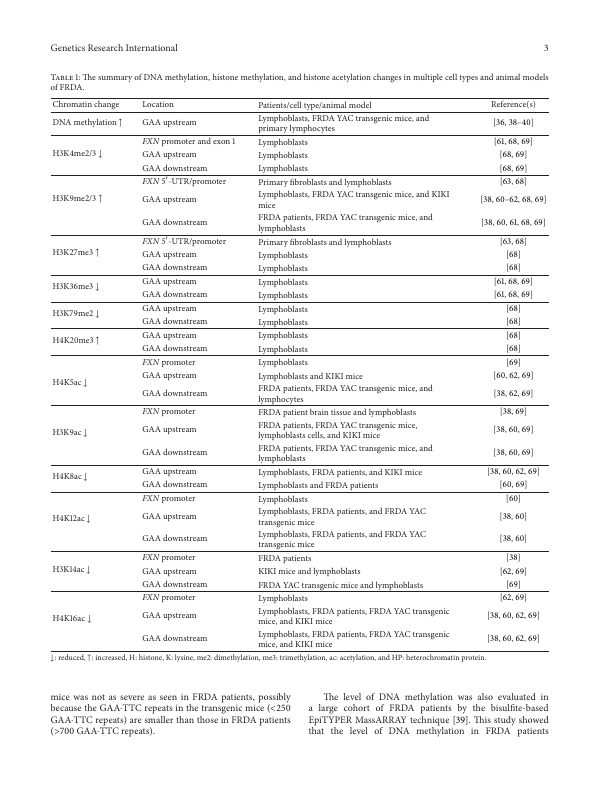 Genetics Research International 3
Table 1: The summary of DNA methylation, histone methylation, and histone acetylation changes in multiple cell types and animal models
of FRDA.
Chromatin change Location Patients/cell type/animal model Reference(s)
DNA methylation ↑ GAA upstream Lymphoblasts, FRDA YAC transgenic mice, and
primary lymphocytes [36, 38–40]
H3K4me2/3 ↓ FXN promoter and exon 1 Lymphoblasts [61, 68, 69]
GAA upstream Lymphoblasts [68, 69]
GAA downstream Lymphoblasts [68, 69]
H3K9me2/3 ↑ FXN 5′-UTR/promoter Primary fibroblasts and lymphoblasts [63, 68]
GAA upstream Lymphoblasts, FRDA YAC transgenic mice, and KIKI
mice [38, 60–62, 68, 69]
GAA downstream FRDA patients, FRDA YAC transgenic mice, and
lymphoblasts [38, 60, 61, 68, 69]
H3K27me3 ↑ FXN 5′-UTR/promoter Primary fibroblasts and lymphoblasts [63, 68]
GAA upstream Lymphoblasts [68]
GAA downstream Lymphoblasts [68]
H3K36me3 ↓ GAA upstream Lymphoblasts [61, 68, 69]
GAA downstream Lymphoblasts [61, 68, 69]
H3K79me2 ↓ GAA upstream Lymphoblasts [68]
GAA downstream Lymphoblasts [68]
H4K20me3 ↑ GAA upstream Lymphoblasts [68]
GAA downstream Lymphoblasts [68]
H4K5ac ↓ FXN promoter Lymphoblasts [69]
GAA upstream Lymphoblasts and KIKI mice [60, 62, 69]
GAA downstream FRDA patients, FRDA YAC transgenic mice, and
lymphocytes [38, 62, 69]
H3K9ac ↓ FXN promoter FRDA patient brain tissue and lymphoblasts [38, 69]
GAA upstream FRDA patients, FRDA YAC transgenic mice,
lymphoblasts cells, and KIKI mice [38, 60, 69]
GAA downstream FRDA patients, FRDA YAC transgenic mice, and
lymphoblasts [38, 60, 69]
H4K8ac ↓ GAA upstream Lymphoblasts, FRDA patients, and KIKI mice [38, 60, 62, 69]
GAA downstream Lymphoblasts and FRDA patients [60, 69]
H4K12ac ↓ FXN promoter Lymphoblasts [60]
GAA upstream Lymphoblasts, FRDA patients, and FRDA YAC
transgenic mice [38, 60]
GAA downstream Lymphoblasts, FRDA patients, and FRDA YAC
transgenic mice [38, 60]
H3K14ac ↓ FXN promoter FRDA patients [38]
GAA upstream KIKI mice and lymphoblasts [62, 69]
GAA downstream FRDA YAC transgenic mice and lymphoblasts [69]
H4K16ac ↓ FXN promoter Lymphoblasts [62, 69]
GAA upstream Lymphoblasts, FRDA patients, FRDA YAC transgenic
mice, and KIKI mice [38, 60, 62, 69]
GAA downstream Lymphoblasts, FRDA patients, FRDA YAC transgenic
mice, and KIKI mice [38, 60, 62, 69]
↓: reduced, ↑: increased, H: histone, K: lysine, me2: dimethylation, me3: trimethylation, ac: acetylation, and HP: heterochromatin protein.
mice was not as severe as seen in FRDA patients, possibly
because the GAA-TTC repeats in the transgenic mice (<250
GAA-TTC repeats) are smaller than those in FRDA patients
(>700 GAA-TTC repeats).
The level of DNA methylation was also evaluated in
a large cohort of FRDA patients by the bisulfite-based
EpiTYPER MassARRAY technique [39]. This study showed
that the level of DNA methylation in FRDA patients